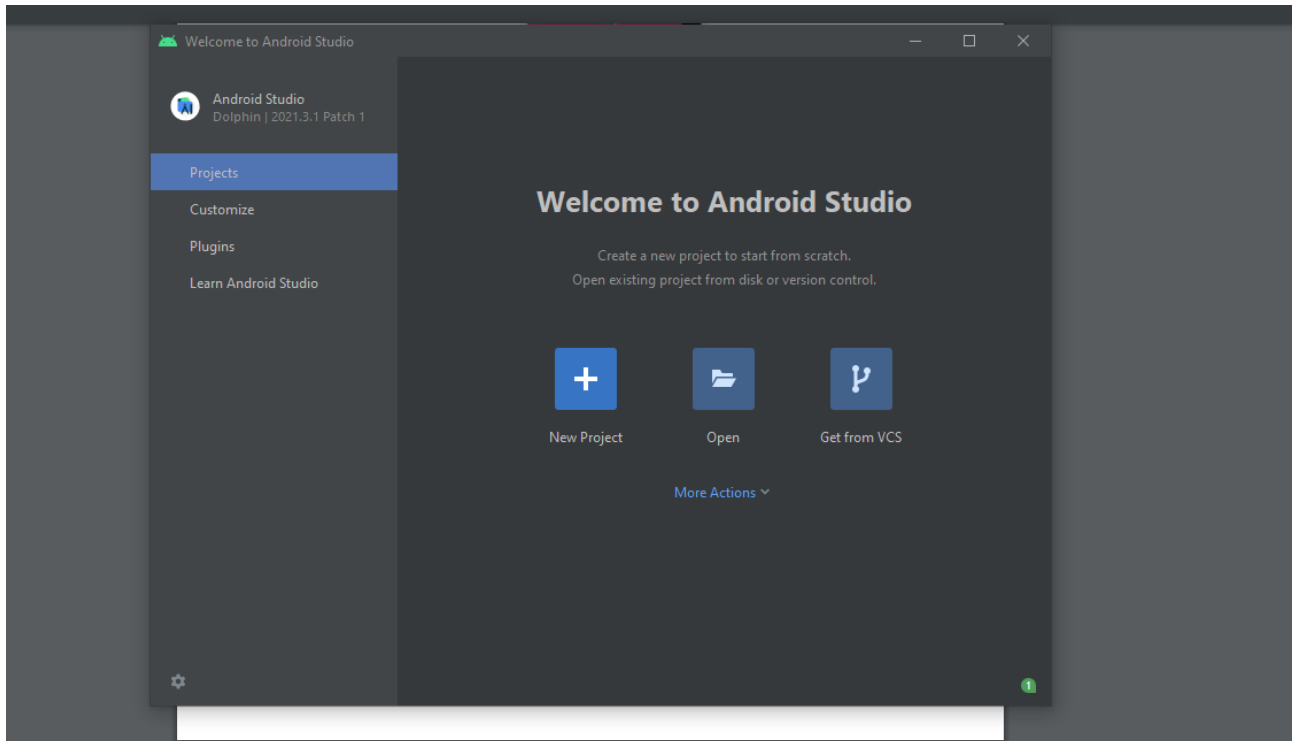 Welcome to Android Studio
Android Studio
Dolphin | 2021.3.1 Patch 1
Projects
Customize
Plugins
Learn Android Studio
Welcome to Android Studio
Create a new project to start from scratch.
Open existing project from disk or version control.
New Project
Open
Get from VCS
More Actions
1